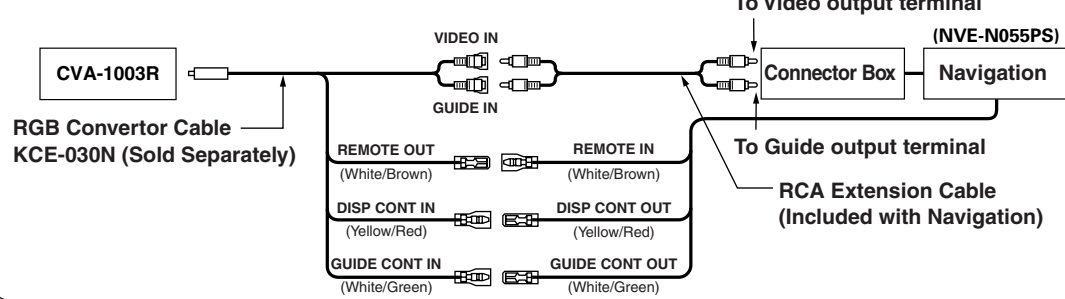 To Video output terminal
VIDEO IN
(NVE-N055PS)
CVA-1003R
Connector Box
Navigation
GUIDE IN
RGB Convertor Cable
KCE-030N (Sold Separately)
To Guide output terminal
REMOTE OUT
(White/Brown)
REMOTE IN
(White/Brown)
RCA Extension Cable
(Included with Navigation)
DISP CONT IN
(Yellow/Red)
DISP CONT OUT
(Yellow/Red)
GUIDE CONT IN
(White/Green)
GUIDE CONT OUT
(White/Green)